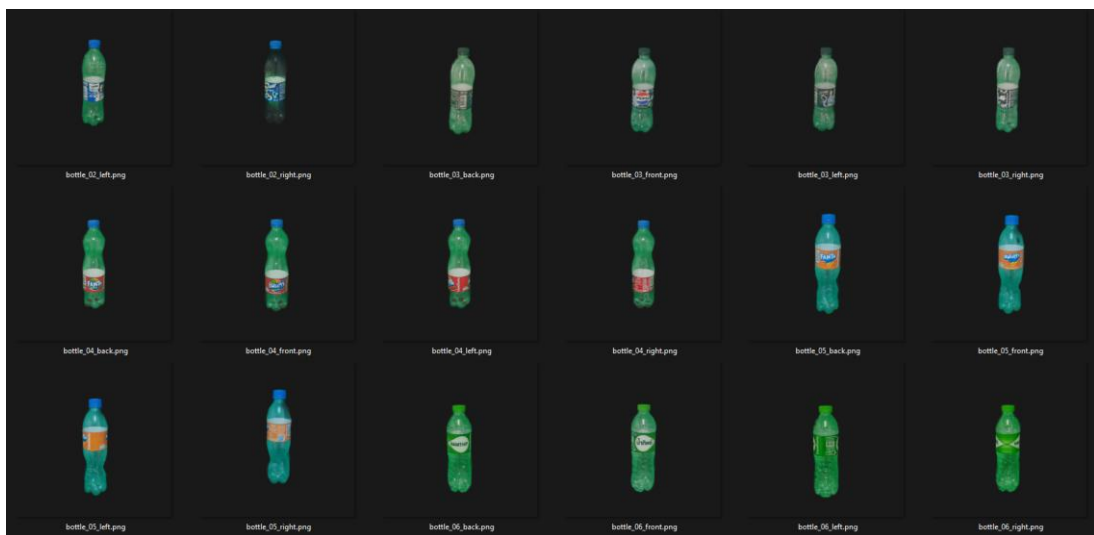 bottle_02_left.png
bottle_02_right.png
bottle_03_back.png
bottle_03_front.png
bottle_03_left.png
bottle_03_right.png
bottle_04_back.png
bottle_04_front.png
bottle_04_left.png
bottle_04_right.png
bottle_05_back.png
bottle_05_front.png
bottle_05_left.png
bottle_05_right.png
bottle_06_back.png
bottle_06_front.png
bottle_06_left.png
bottle_06_right.png